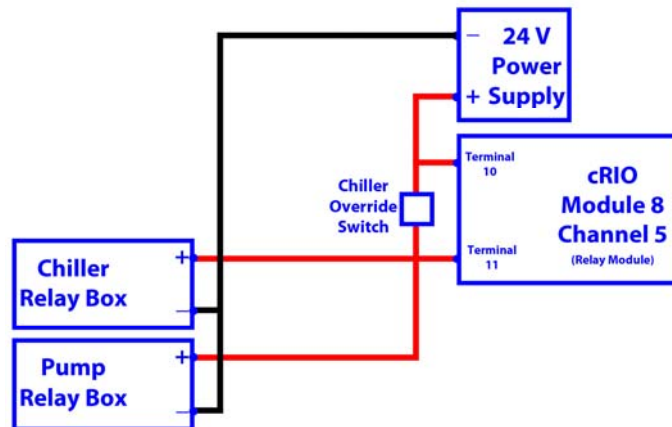 −
24 V
Power
+ Supply
Terminal
10
cRIO
Module 8
Channel 5
(Relay Module)
Terminal
11
Chiller
Override
Switch
Chiller +
Relay Box −
Pump +
Relay Box −